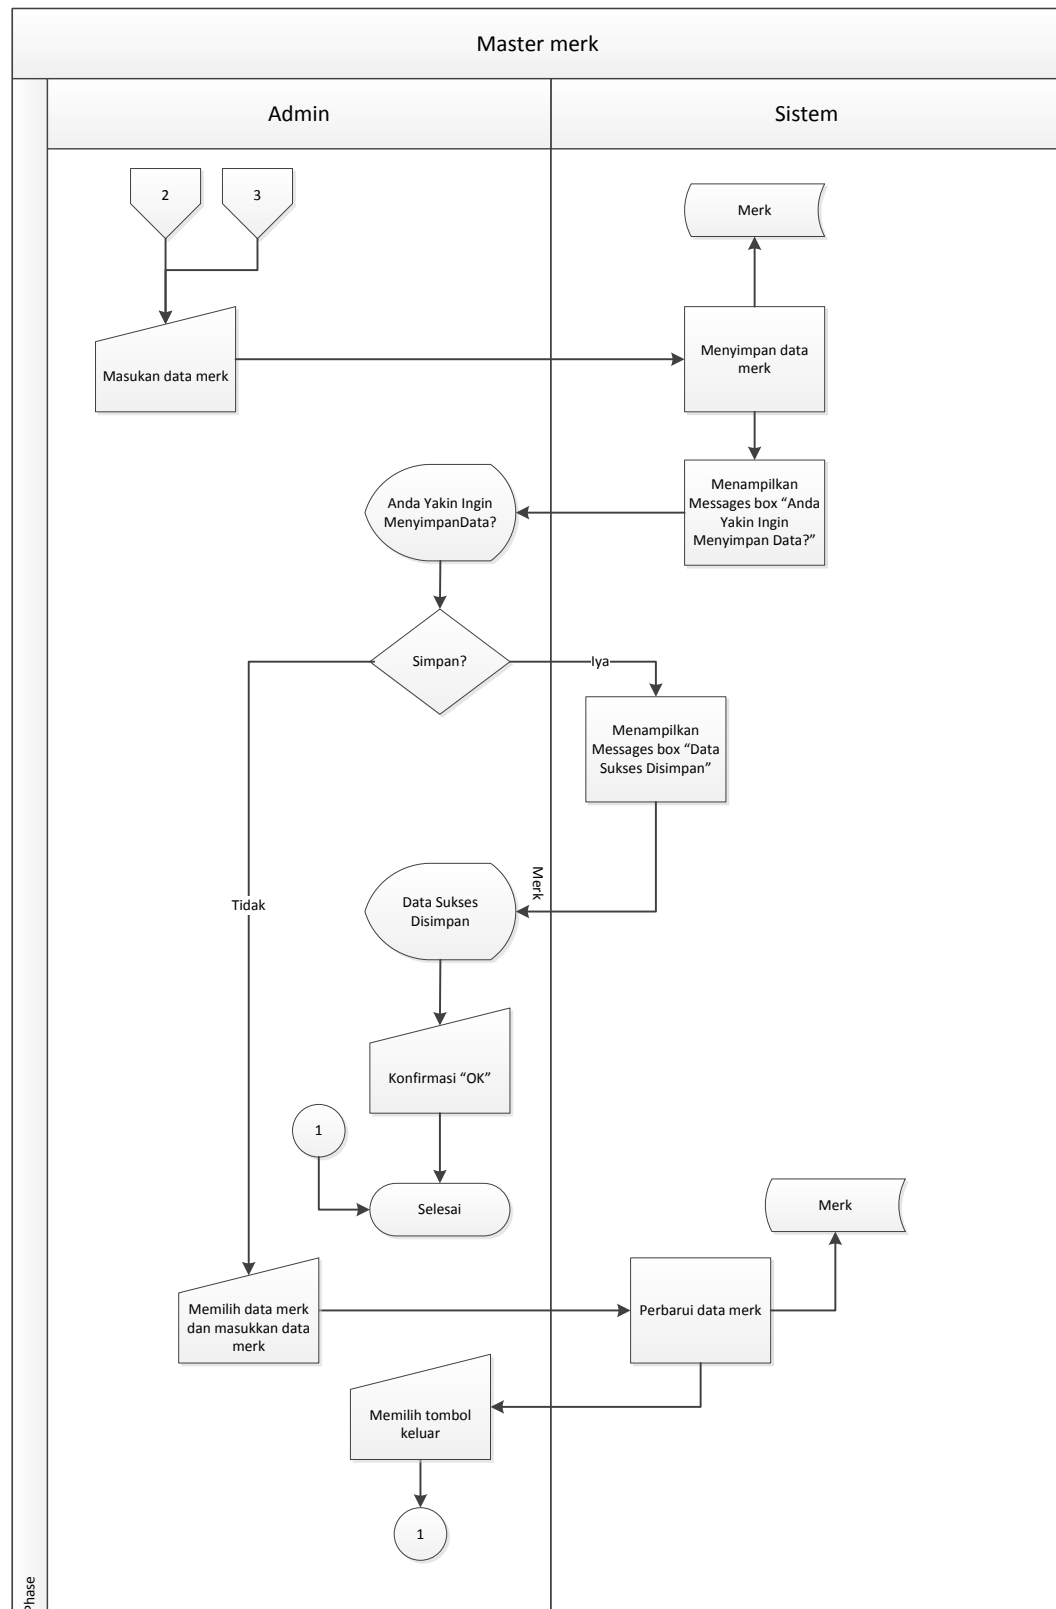 Master merk
Admin
Sistem
2
3
Merk
Masukan data merk
Menyimpan data
merk
Anda Yakin Ingin
MenyimpanData?
Menampilkan
Messages box “Anda
Yakin Ingin
Menyimpan Data?”
Simpan?
Iya
Menampilkan
Messages box “Data
Sukses Disimpan”
Tidak
Data Sukses
Disimpan
Merk
Konfirmasi “OK”
1
Selesai
Merk
Memilih data merk
dan masukkan data
merk
Perbarui data merk
Memilih tombol
keluar
1
Phase